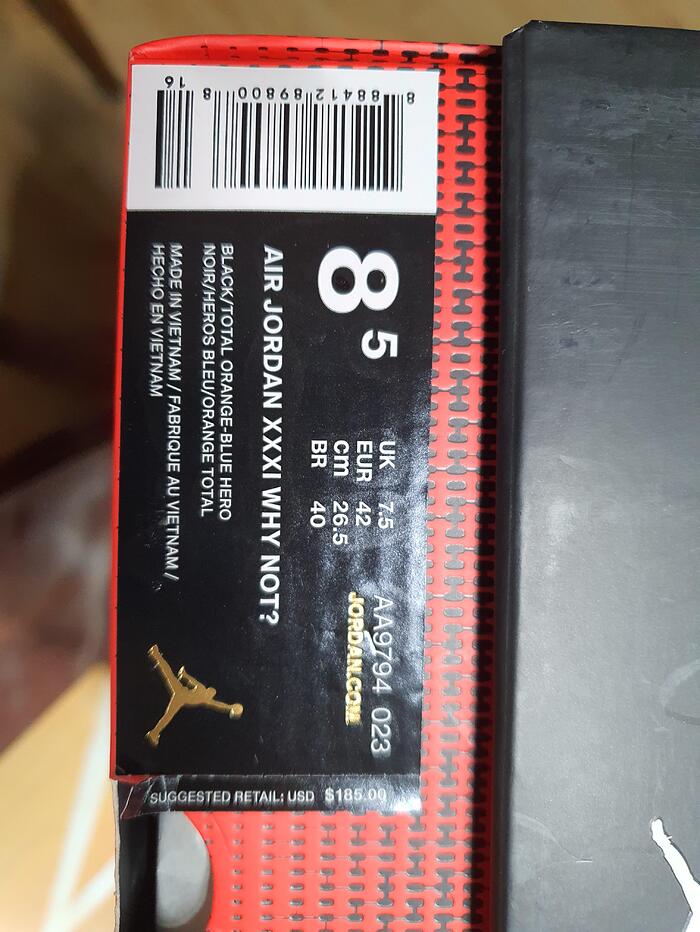 8 88412 89800 8 16
8 5
UK 7.5
EUR 42
cm 26.5
BR 40
AA9794 023
JORDAN.COM
AIR JORDAN XXXI WHY NOT?
BLACK/TOTAL ORANGE-BLUE HERO
NOIR/HEROS BLEU/ORANGE TOTAL
MADE IN VIETNAM / FABRIQUE AU VIETNAM /
HECHO EN VIETNAM
SUGGESTED RETAIL: USD $185.00